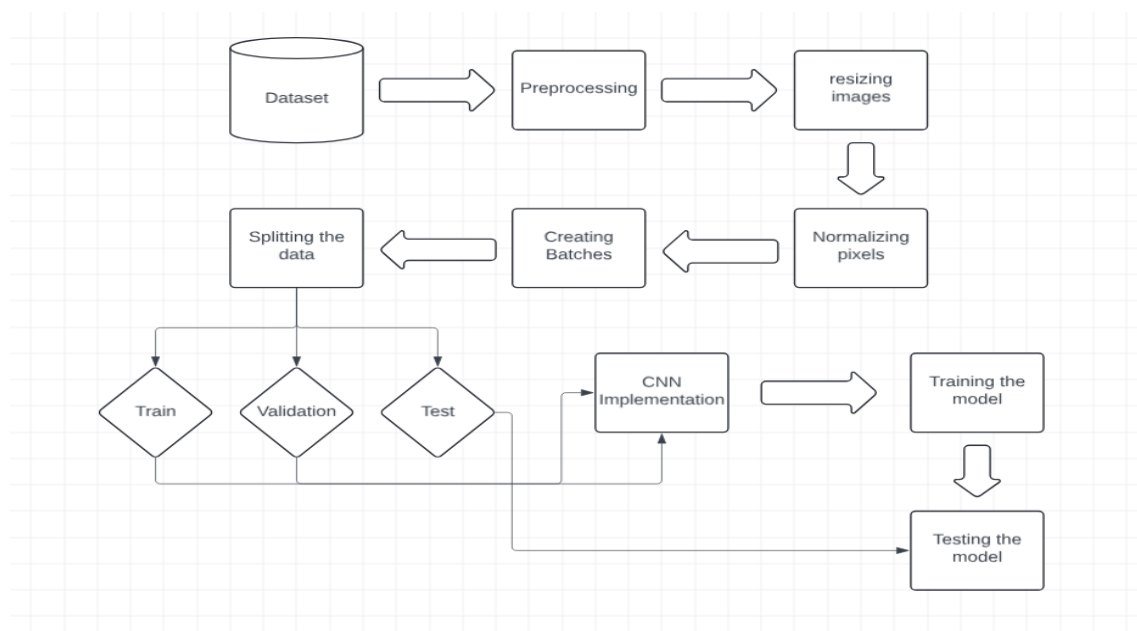 Dataset
Preprocessing
resizing
images
Splitting the
data
Creating
Batches
Normalizing
pixels
Train
Validation
Test
CNN
Implementation
Training the
model
Testing the
model